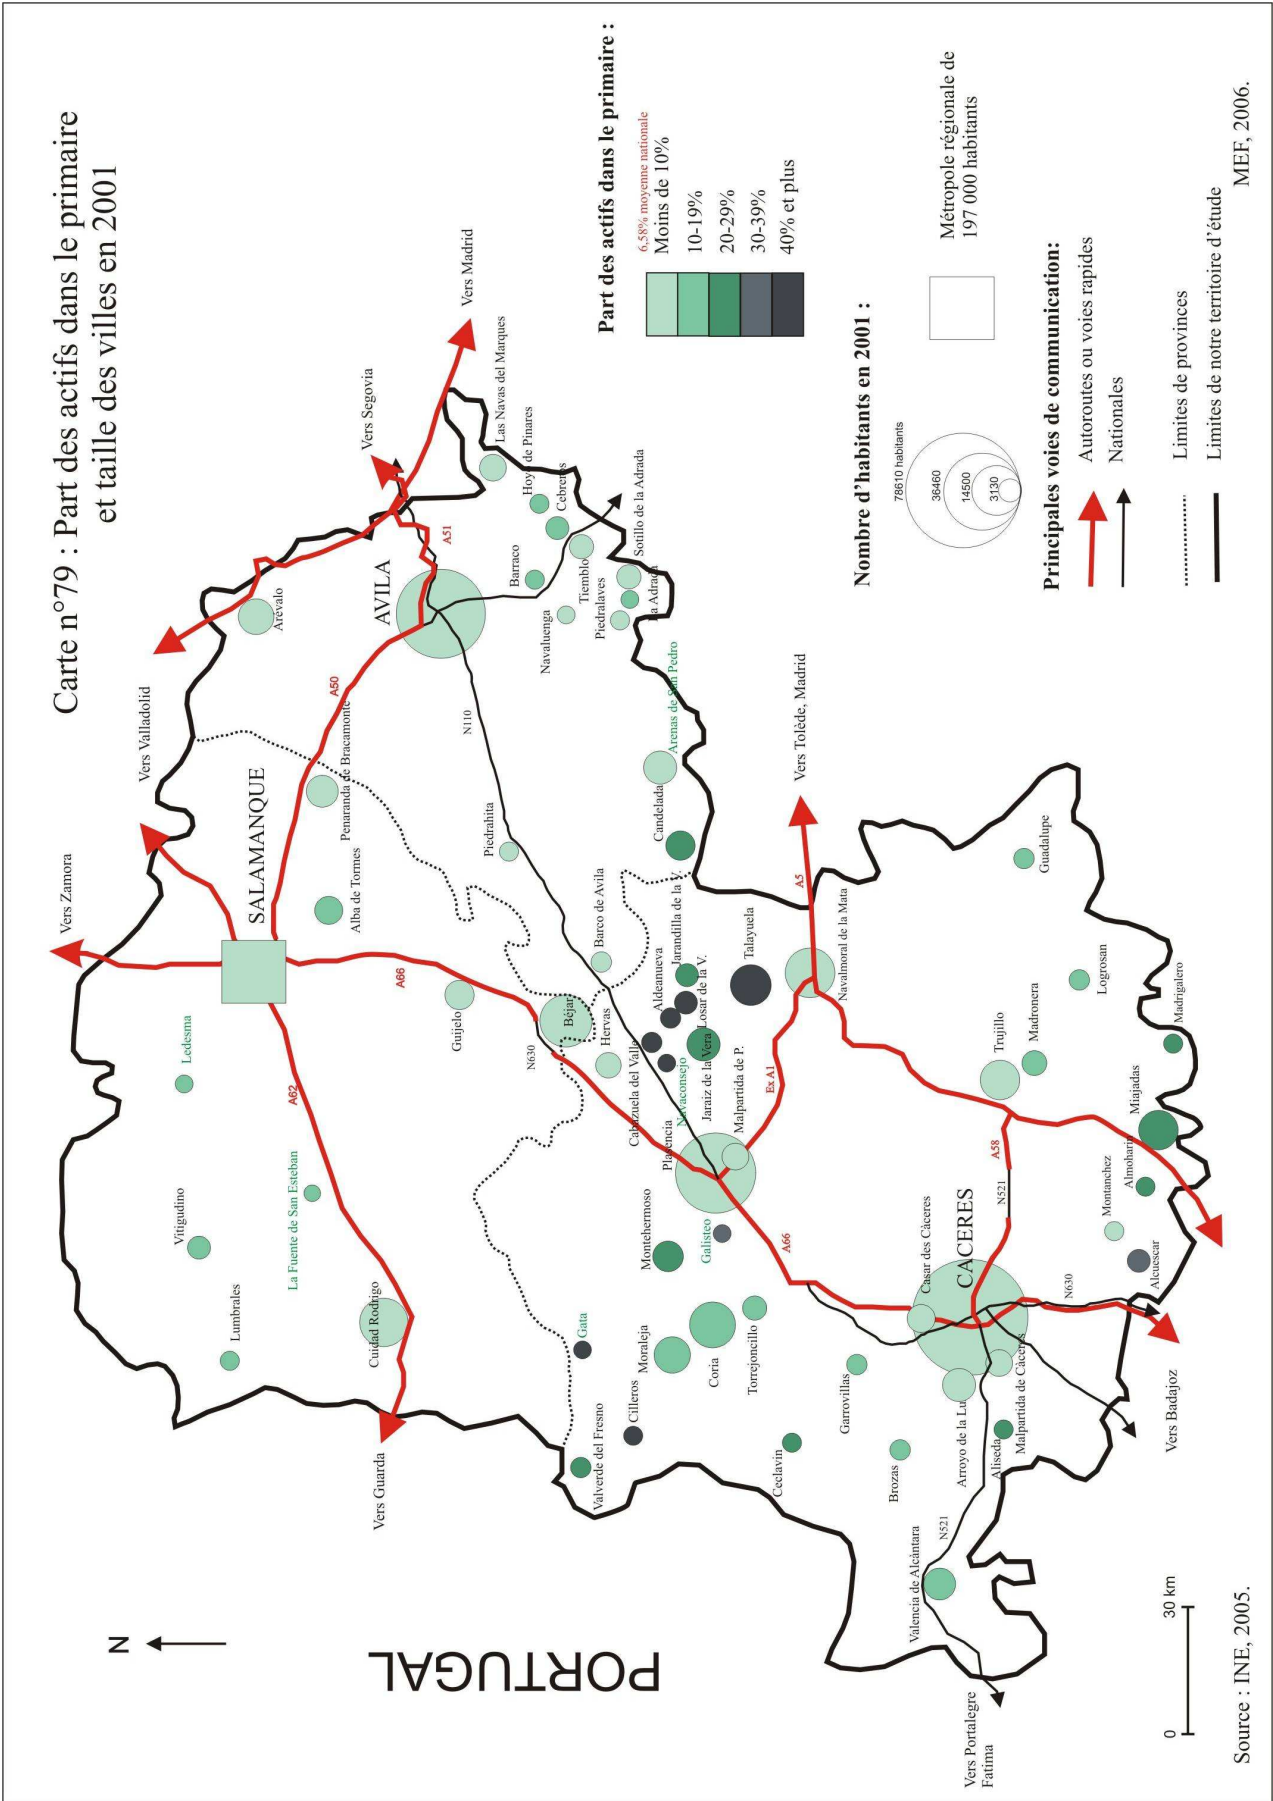 Carte n°79 : Part des actifs dans le primaire
et taille des villes en 2001
N
PORTUGAL
Vers Zamora
Vers Valladolid
Vers Segovia
Vers Madrid
Vers Guarda
Vers Tolède, Madrid
Vers Badajoz
Vers Portalegre
Fatima
SALAMANQUE
AVILA
CACERES
Ledesma
Vitigudino
Lumbrales
La Fuente de San Esteban
Cuidad Rodrigo
Alba de Tormes
Penaranda de Bracamonte
Arevalo
Guijelo
Béjar
Piedrahita
Barco de Avila
Hervas
Las Navas del Marques
Hoyo de Pinares
Cebreros
Barraco
Tiemblo
Navaluenga
Piedralaves
Sotillo de la Adrada
La Adrada
Arenas de San Pedro
Candelada
Gata
Valverde del Fresno
Cilleros
Moraleja
Coria
Torrejoncillo
Montehermoso
Galisteo
Plasencia
Malpartida de P.
Cabazuela del Valle
Navaconsejo
Jaraiz de la Vera
Aldeanueva
Losar de la V.
Jarandilla de la V.
Talayuela
Navalmoral de la Mata
Ceclavin
Garrovillas
Brozas
Casar des Càceres
Arroyo de la Lu
Malpartida de Càceres
Aliseda
Valencia de Alcàntara
Trujillo
Madronera
Logrosan
Guadalupe
Madrigalero
Miajadas
Almoharin
Montanchez
Alcuescar
A50
A51
A62
A66
A66
A5
A58
Ex A1
N110
N630
N630
N521
N521
Part des actifs dans le primaire :
6,58% moyenne nationale
Moins de 10%
10-19%
20-29%
30-39%
40% et plus
Nombre d'habitants en 2001 :
78610 habitants
36460
14500
3130
Métropole régionale de
197 000 habitants
Principales voies de communication:
Autoroutes ou voies rapides
Nationales
Limites de provinces
Limites de notre territoire d'étude
0 30 km
Source : INE, 2005.
MEF, 2006.